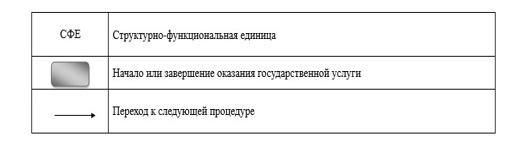 СФЕ
Структурно-функциональная единица
Начало или завершение оказания государственной услуги
Переход к следующей процедуре